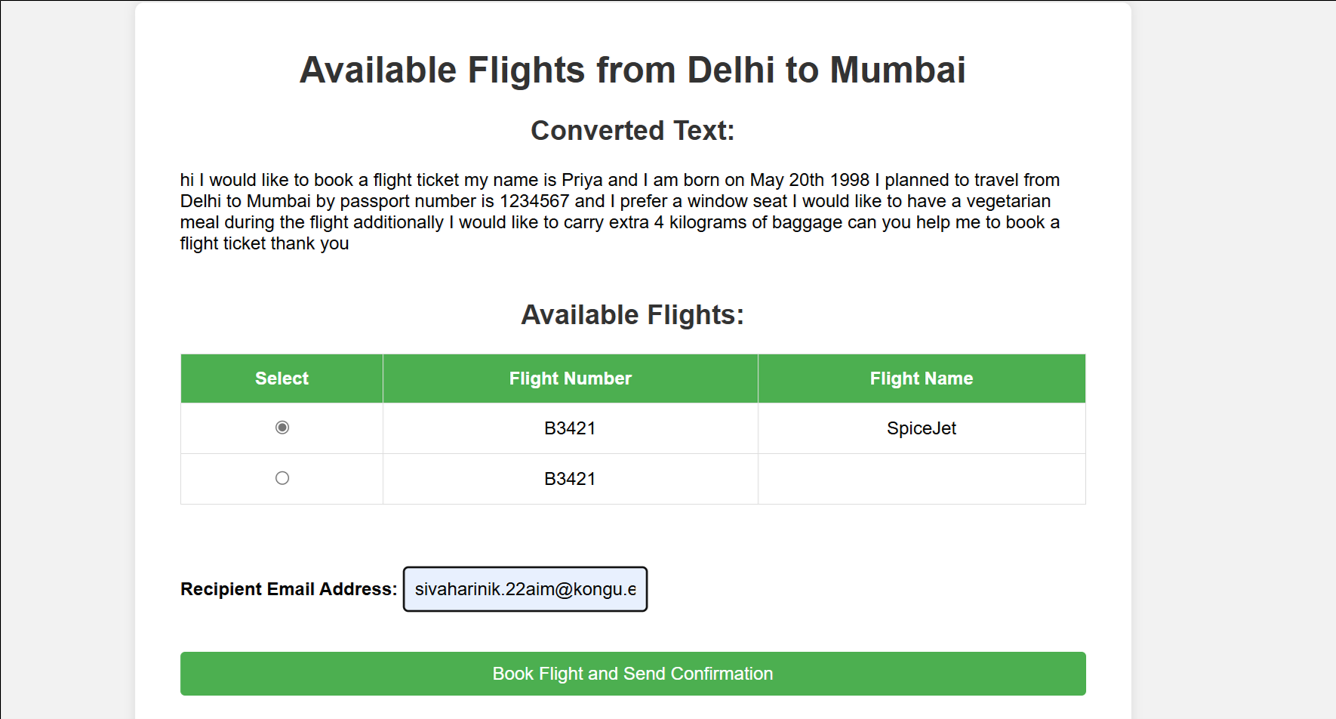 Available Flights from Delhi to Mumbai
Converted Text:
hi I would like to book a flight ticket my name is Priya and I am born on May 20th 1998 I planned to travel from
Delhi to Mumbai by passport number is 1234567 and I prefer a window seat I would like to have a vegetarian
meal during the flight additionally I would like to carry extra 4 kilograms of baggage can you help me to book a
flight ticket thank you
Available Flights:
Select Flight Number Flight Name
B3421 SpiceJet
B3421
Recipient Email Address: sivaharinik.22aim@kongu.e
Book Flight and Send Confirmation